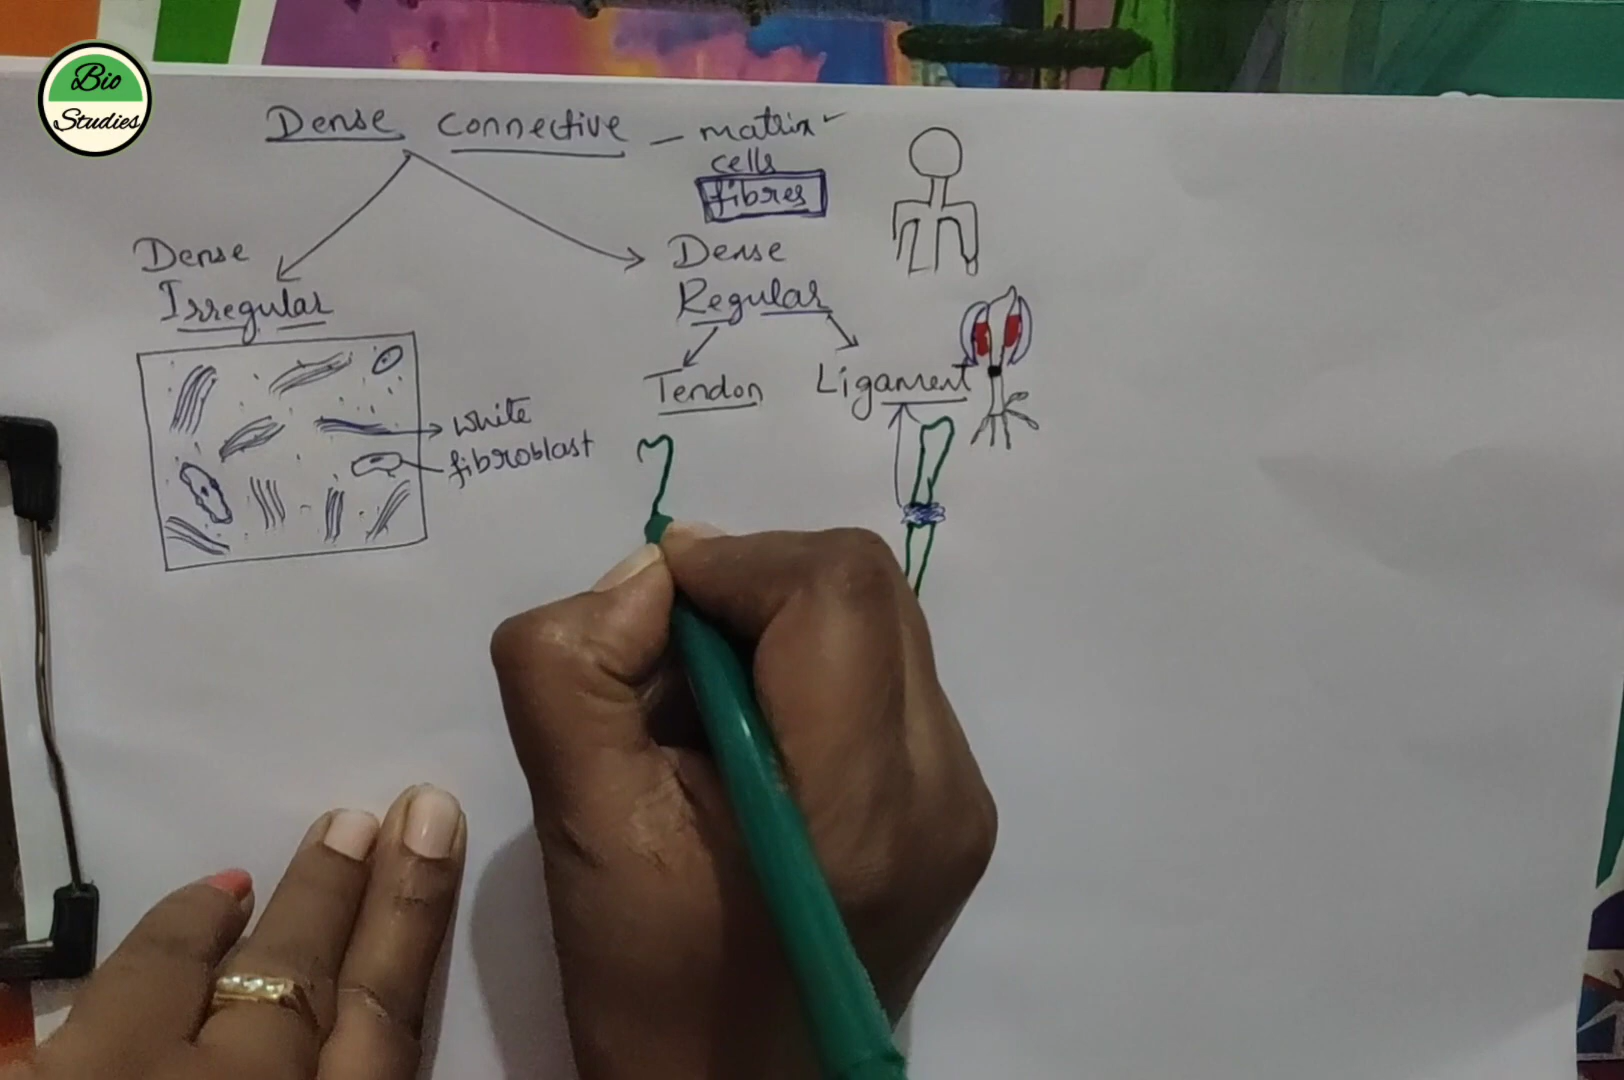 Bio
Studies
Dense connective - matrix
cells
fibres
Dense
Irregular
Dense
Regular
Tendon
Ligament
white
fibroblast